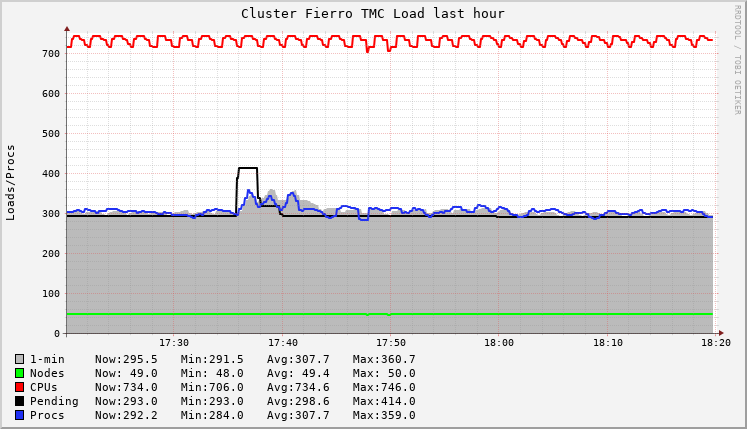 Cluster Fierro TMC Load last hour
RRDTOOL / TOBI OETIKER
Loads/Procs
700
600
500
400
300
200
100
0
17:30 17:40 17:50 18:00 18:10 18:20
1-min Now:295.5 Min:291.5 Avg:307.7 Max:360.7
Nodes Now: 49.0 Min: 48.0 Avg: 49.4 Max: 50.0
CPUs Now:734.0 Min:706.0 Avg:734.6 Max:746.0
Pending Now:293.0 Min:293.0 Avg:298.6 Max:414.0
Procs Now:292.2 Min:284.0 Avg:307.7 Max:359.0